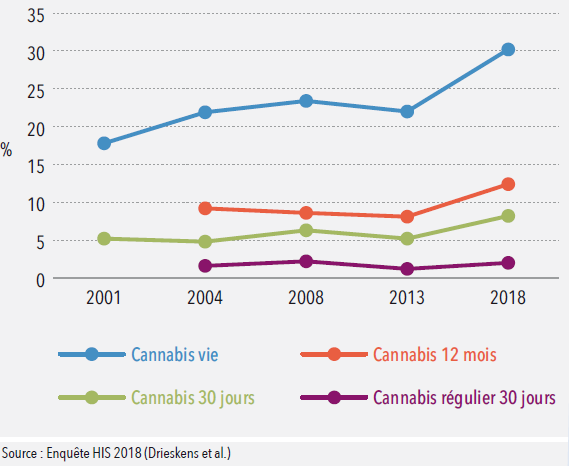 35
30
25
20
%
15
10
5
0
2001 2004 2008 2013 2018
Cannabis vie Cannabis 12 mois
Cannabis 30 jours Cannabis régulier 30 jours
Source : Enquête HIS 2018 (Drieskens et al.)